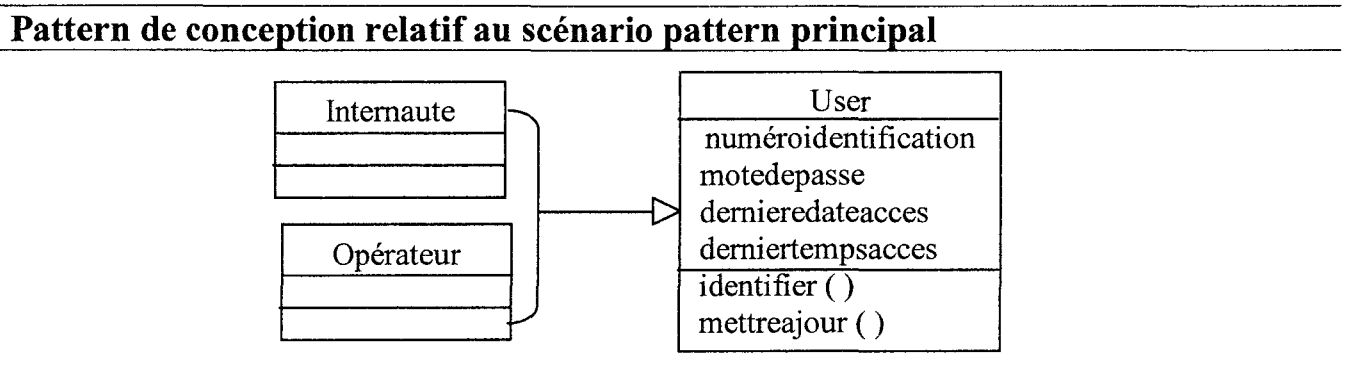 Pattern de conception relatif au scénario pattern principal
Internaute
Opérateur
User
numéroidentification
motedepasse
dernieredateacces
derniertempsacces
identifier ( )
mettreajour ( )